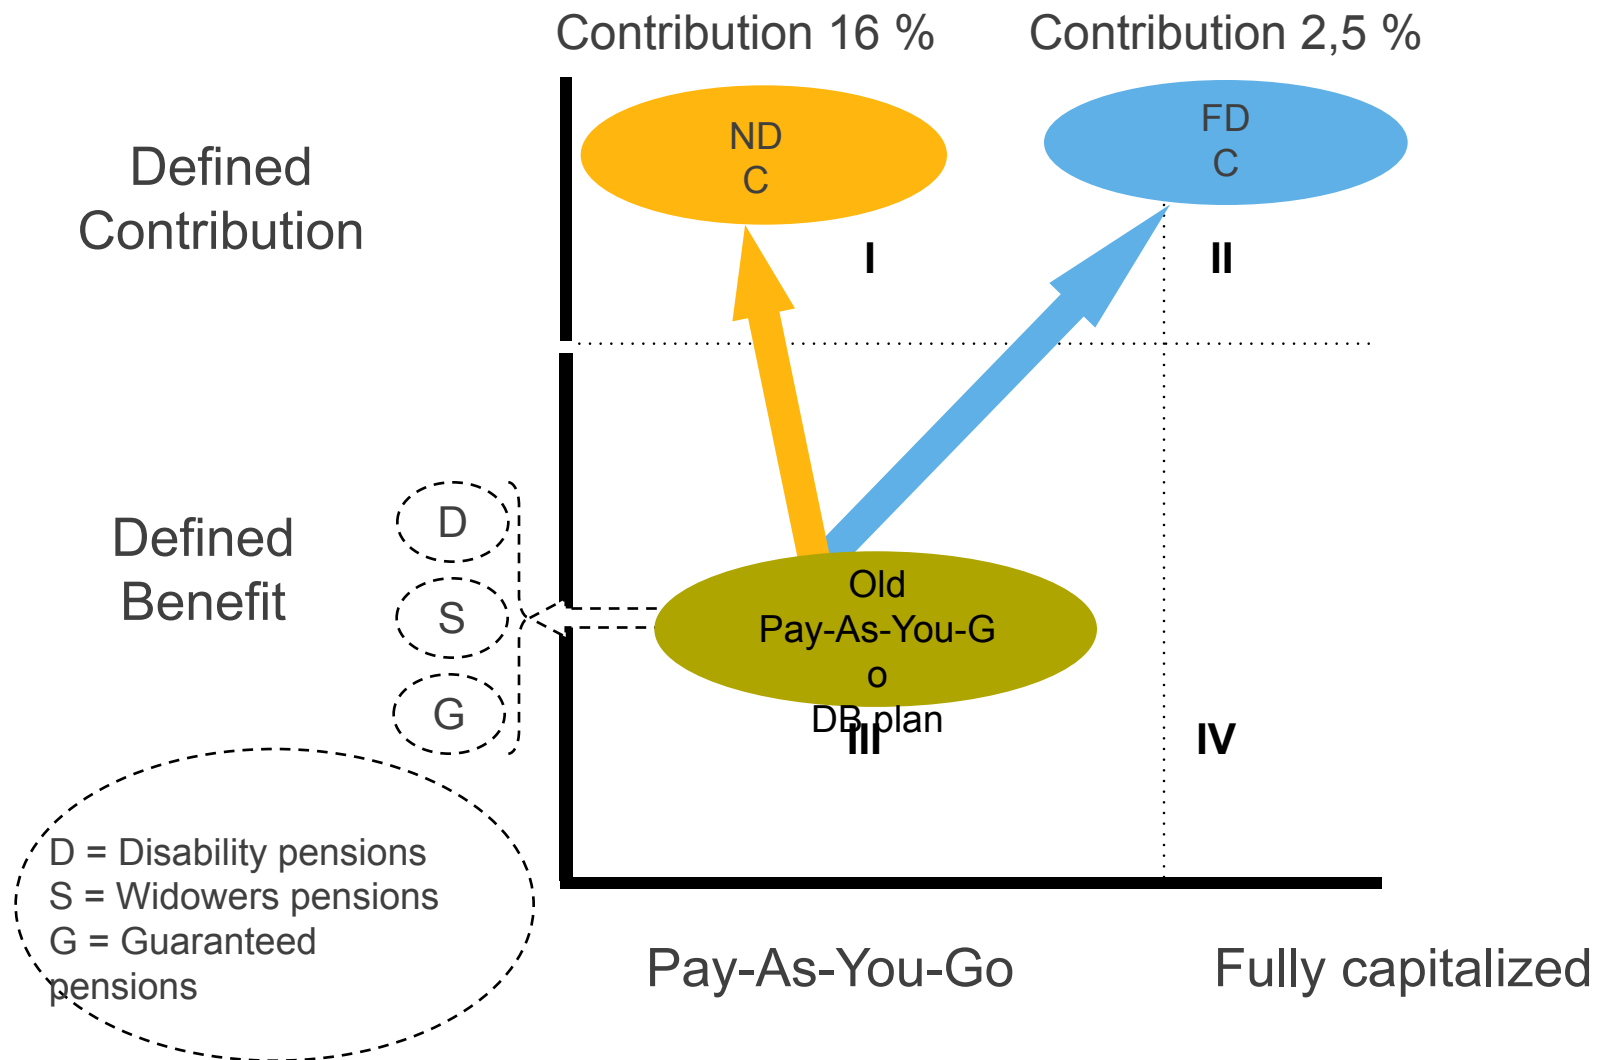 Contribution 16 %
Contribution 2,5 %
Defined
Contribution
ND
C
FD
C
I
II
Defined
Benefit
D
S
G
Old
Pay-As-You-G
o
DB plan
III
IV
D = Disability pensions
S = Widowers pensions
G = Guaranteed
pensions
Pay-As-You-Go
Fully capitalized